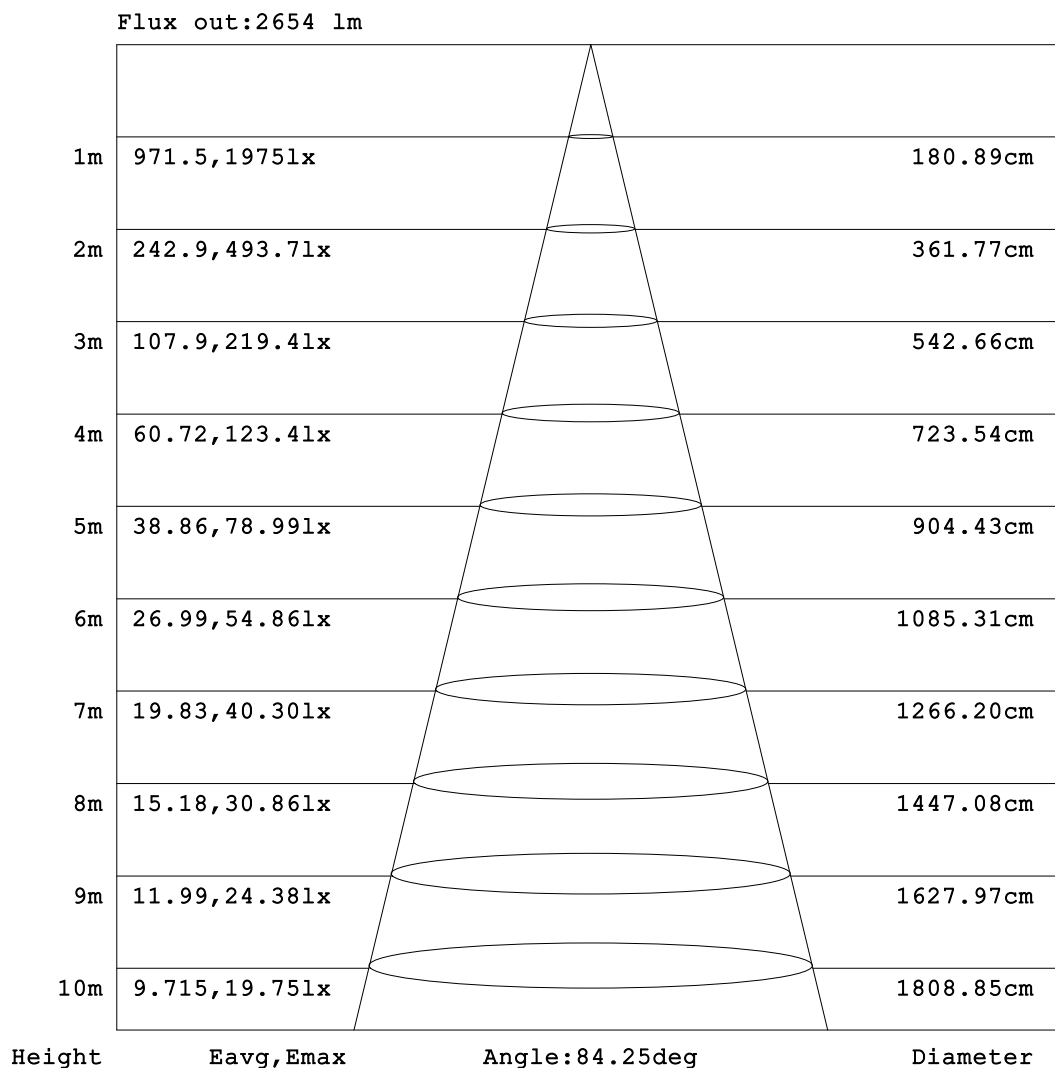 Flux out:2654 lm
1m 971.5,1975lx 180.89cm
2m 242.9,493.7lx 361.77cm
3m 107.9,219.4lx 542.66cm
4m 60.72,123.4lx 723.54cm
5m 38.86,78.99lx 904.43cm
6m 26.99,54.86lx 1085.31cm
7m 19.83,40.30lx 1266.20cm
8m 15.18,30.86lx 1447.08cm
9m 11.99,24.38lx 1627.97cm
10m 9.715,19.75lx 1808.85cm
Height Eavg,Emax Angle:84.25deg Diameter